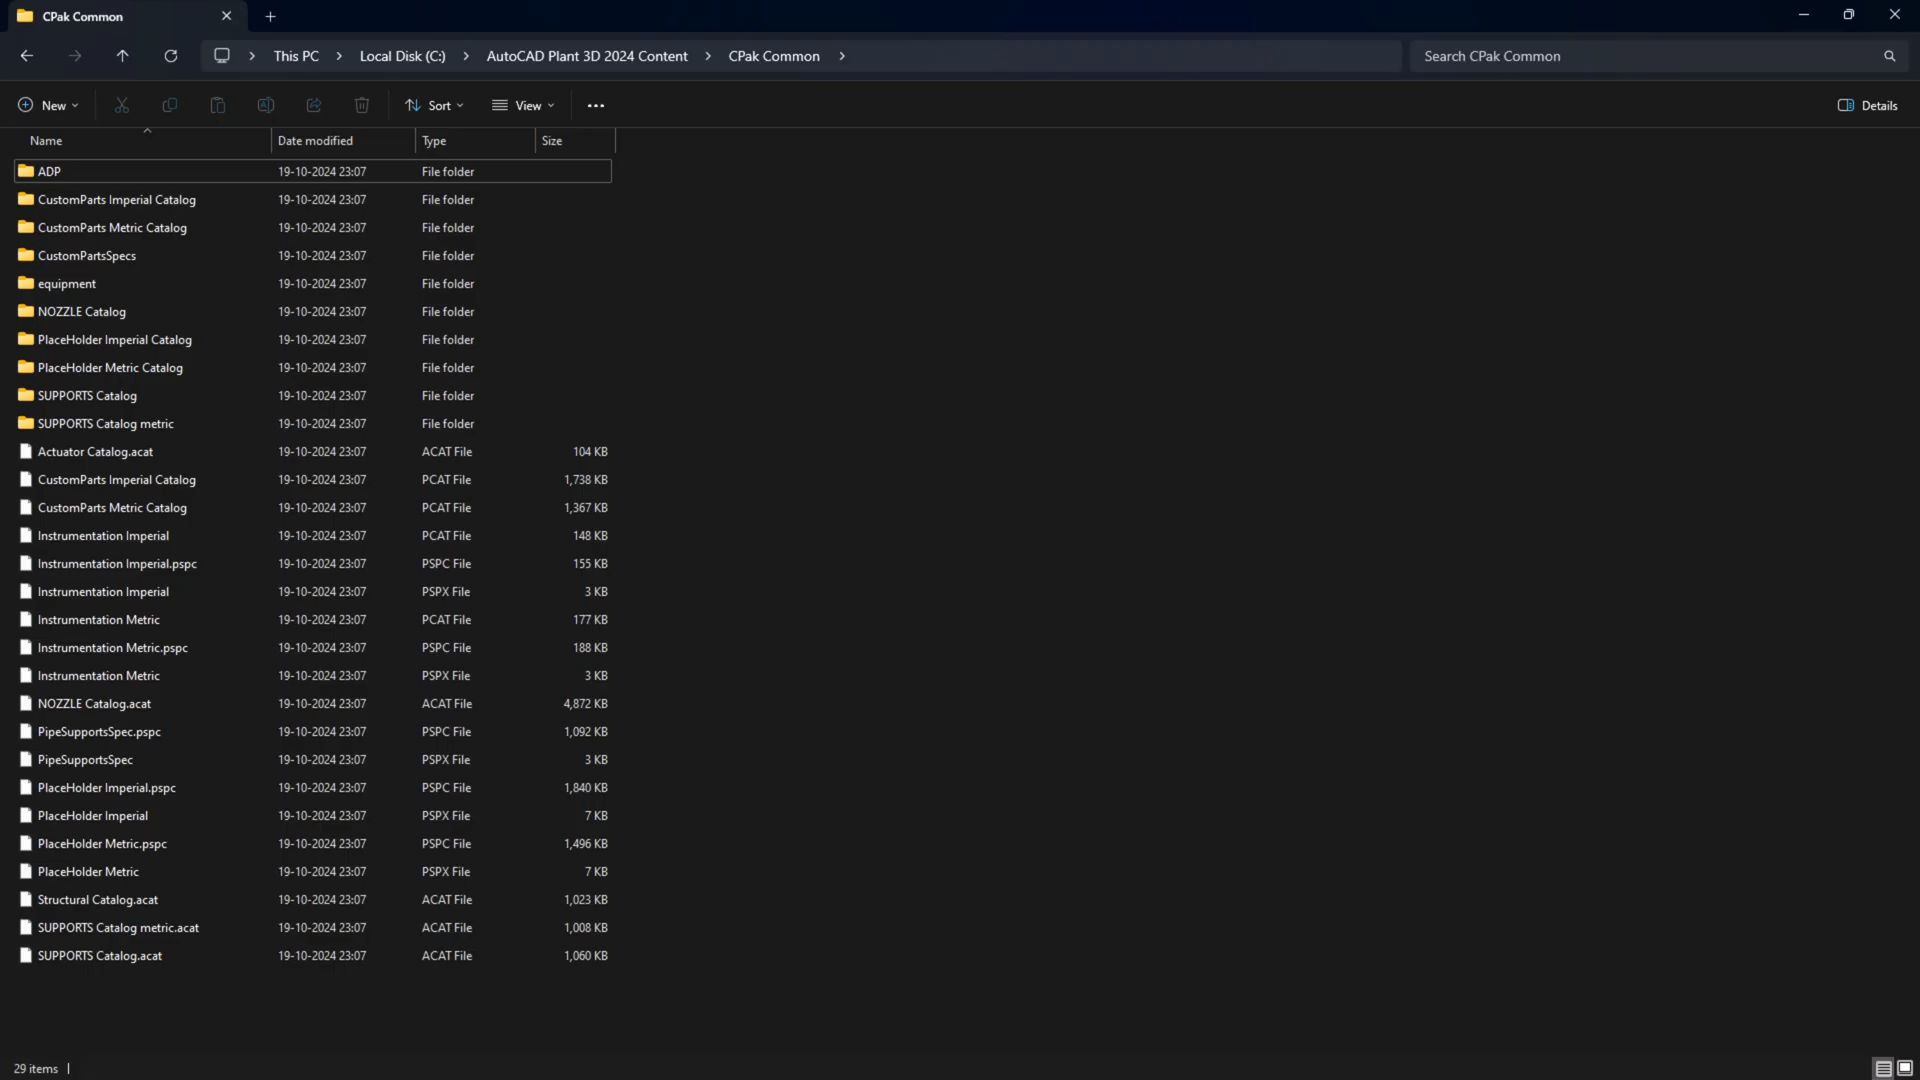 CPak Common
This PC
Local Disk (C:)
AutoCAD Plant 3D 2024 Content
CPak Common
Search CPak Common
New
Sort
View
Details
Name Date modified Type Size
ADP 19-10-2024 23:07 File folder
CustomParts Imperial Catalog 19-10-2024 23:07 File folder
CustomParts Metric Catalog 19-10-2024 23:07 File folder
CustomPartsSpecs 19-10-2024 23:07 File folder
equipment 19-10-2024 23:07 File folder
NOZZLE Catalog 19-10-2024 23:07 File folder
PlaceHolder Imperial Catalog 19-10-2024 23:07 File folder
PlaceHolder Metric Catalog 19-10-2024 23:07 File folder
SUPPORTS Catalog 19-10-2024 23:07 File folder
SUPPORTS Catalog metric 19-10-2024 23:07 File folder
Actuator Catalog.acat 19-10-2024 23:07 ACAT File 104 KB
CustomParts Imperial Catalog 19-10-2024 23:07 PCAT File 1,738 KB
CustomParts Metric Catalog 19-10-2024 23:07 PCAT File 1,367 KB
Instrumentation Imperial 19-10-2024 23:07 PCAT File 148 KB
Instrumentation Imperial.pspc 19-10-2024 23:07 PSPC File 155 KB
Instrumentation Imperial 19-10-2024 23:07 PSPX File 3 KB
Instrumentation Metric 19-10-2024 23:07 PCAT File 177 KB
Instrumentation Metric.pspc 19-10-2024 23:07 PSPC File 188 KB
Instrumentation Metric 19-10-2024 23:07 PSPX File 3 KB
NOZZLE Catalog.acat 19-10-2024 23:07 ACAT File 4,872 KB
PipeSupportsSpec.pspc 19-10-2024 23:07 PSPC File 1,092 KB
PipeSupportsSpec 19-10-2024 23:07 PSPX File 3 KB
PlaceHolder Imperial.pspc 19-10-2024 23:07 PSPC File 1,840 KB
PlaceHolder Imperial 19-10-2024 23:07 PSPX File 7 KB
PlaceHolder Metric.pspc 19-10-2024 23:07 PSPC File 1,496 KB
PlaceHolder Metric 19-10-2024 23:07 PSPX File 7 KB
Structural Catalog.acat 19-10-2024 23:07 ACAT File 1,023 KB
SUPPORTS Catalog metric.acat 19-10-2024 23:07 ACAT File 1,008 KB
SUPPORTS Catalog.acat 19-10-2024 23:07 ACAT File 1,060 KB
29 items